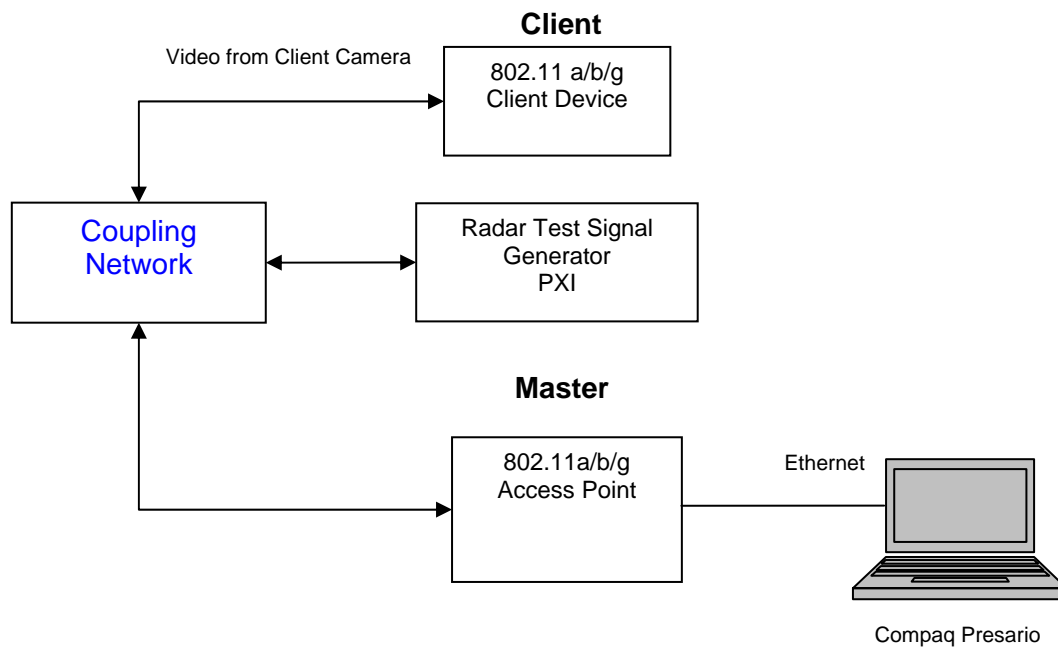 Client
Video from Client Camera
802.11 a/b/g
Client Device
Coupling
Network
Radar Test Signal
Generator
PXI
Master
802.11a/b/g
Access Point
Ethernet
Compaq Presario